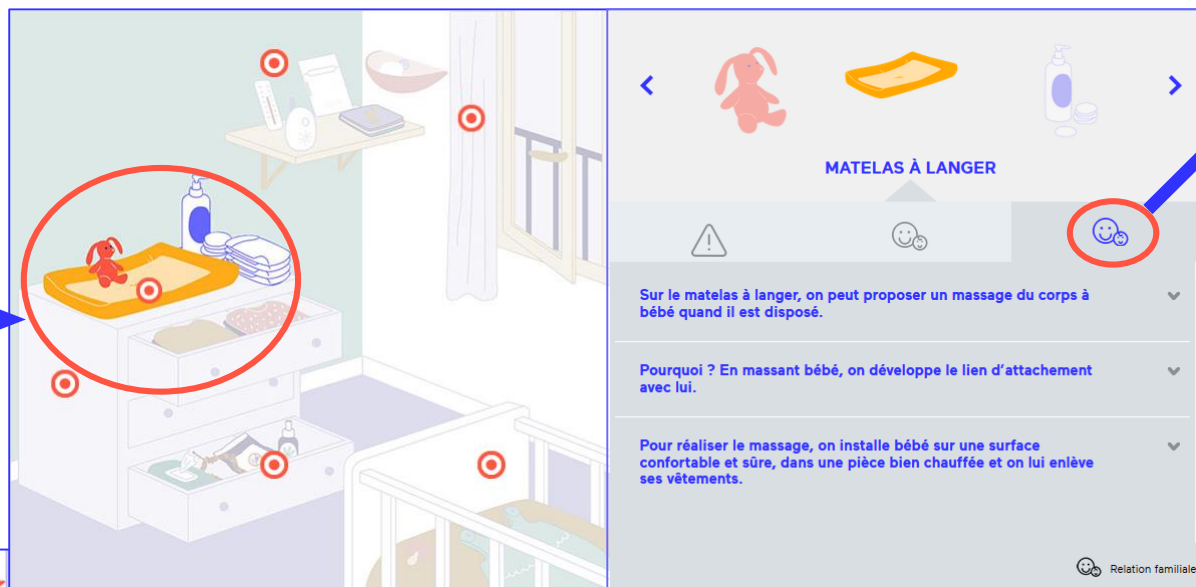 MATELAS À LANGER
Sur le matelas à langer, on peut proposer un massage du corps à
bébé quand il est disposé.
Pourquoi ? En massant bébé, on développe le lien d'attachement
avec lui.
Pour réaliser le massage, on installe bébé sur une surface
confortable et sûre, dans une pièce bien chauffée et on lui enlève
ses vêtements.
Relation familiale